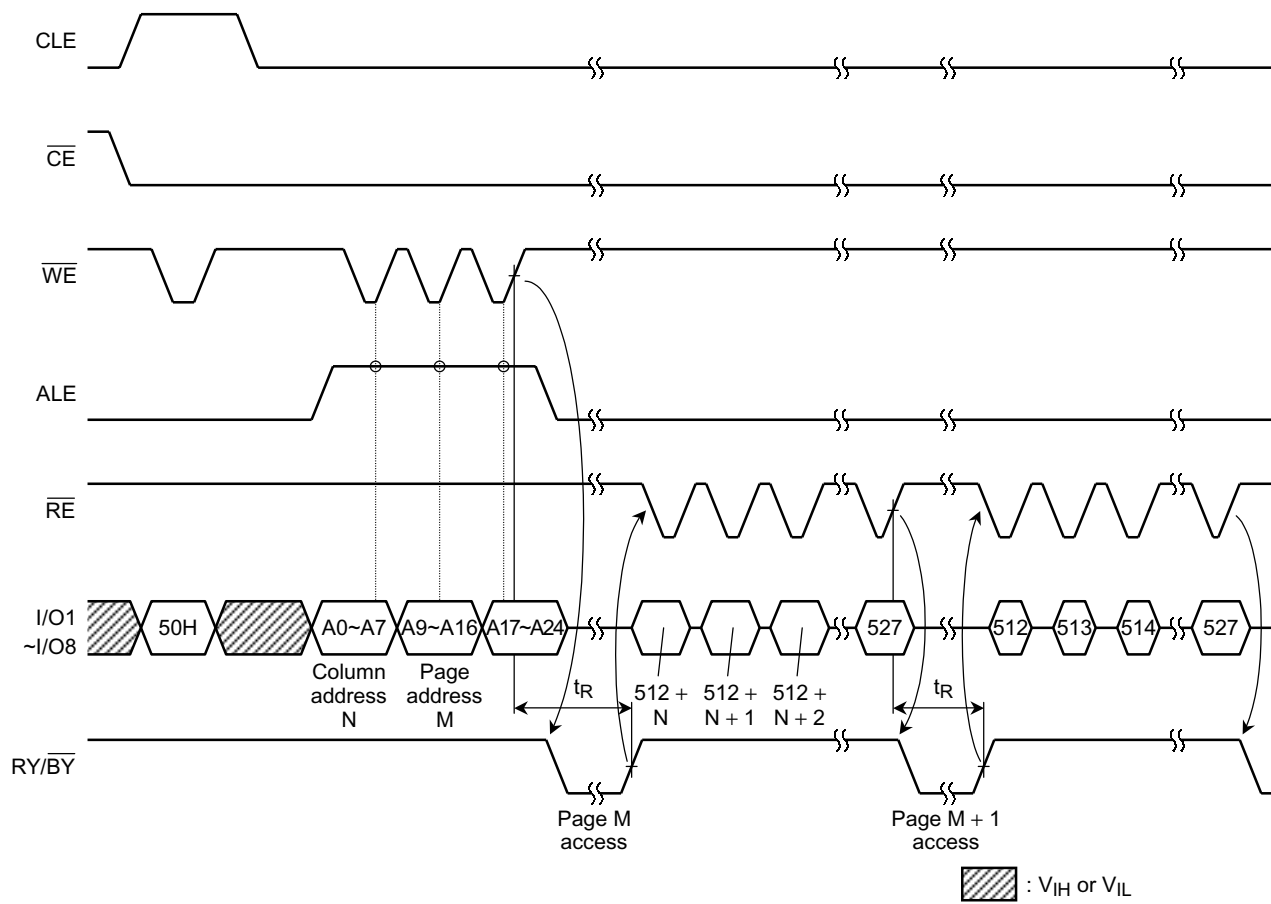 CLE
CE
WE
ALE
RE
I/O1
~I/O8
50H
A0~A7
A9~A16
A17~A24
527
512
513
514
527
Column
address
N
Page
address
M
tR
512 +
N
512 +
N + 1
512 +
N + 2
tR
RY/BY
Page M
access
Page M + 1
access
: VIH or VIL